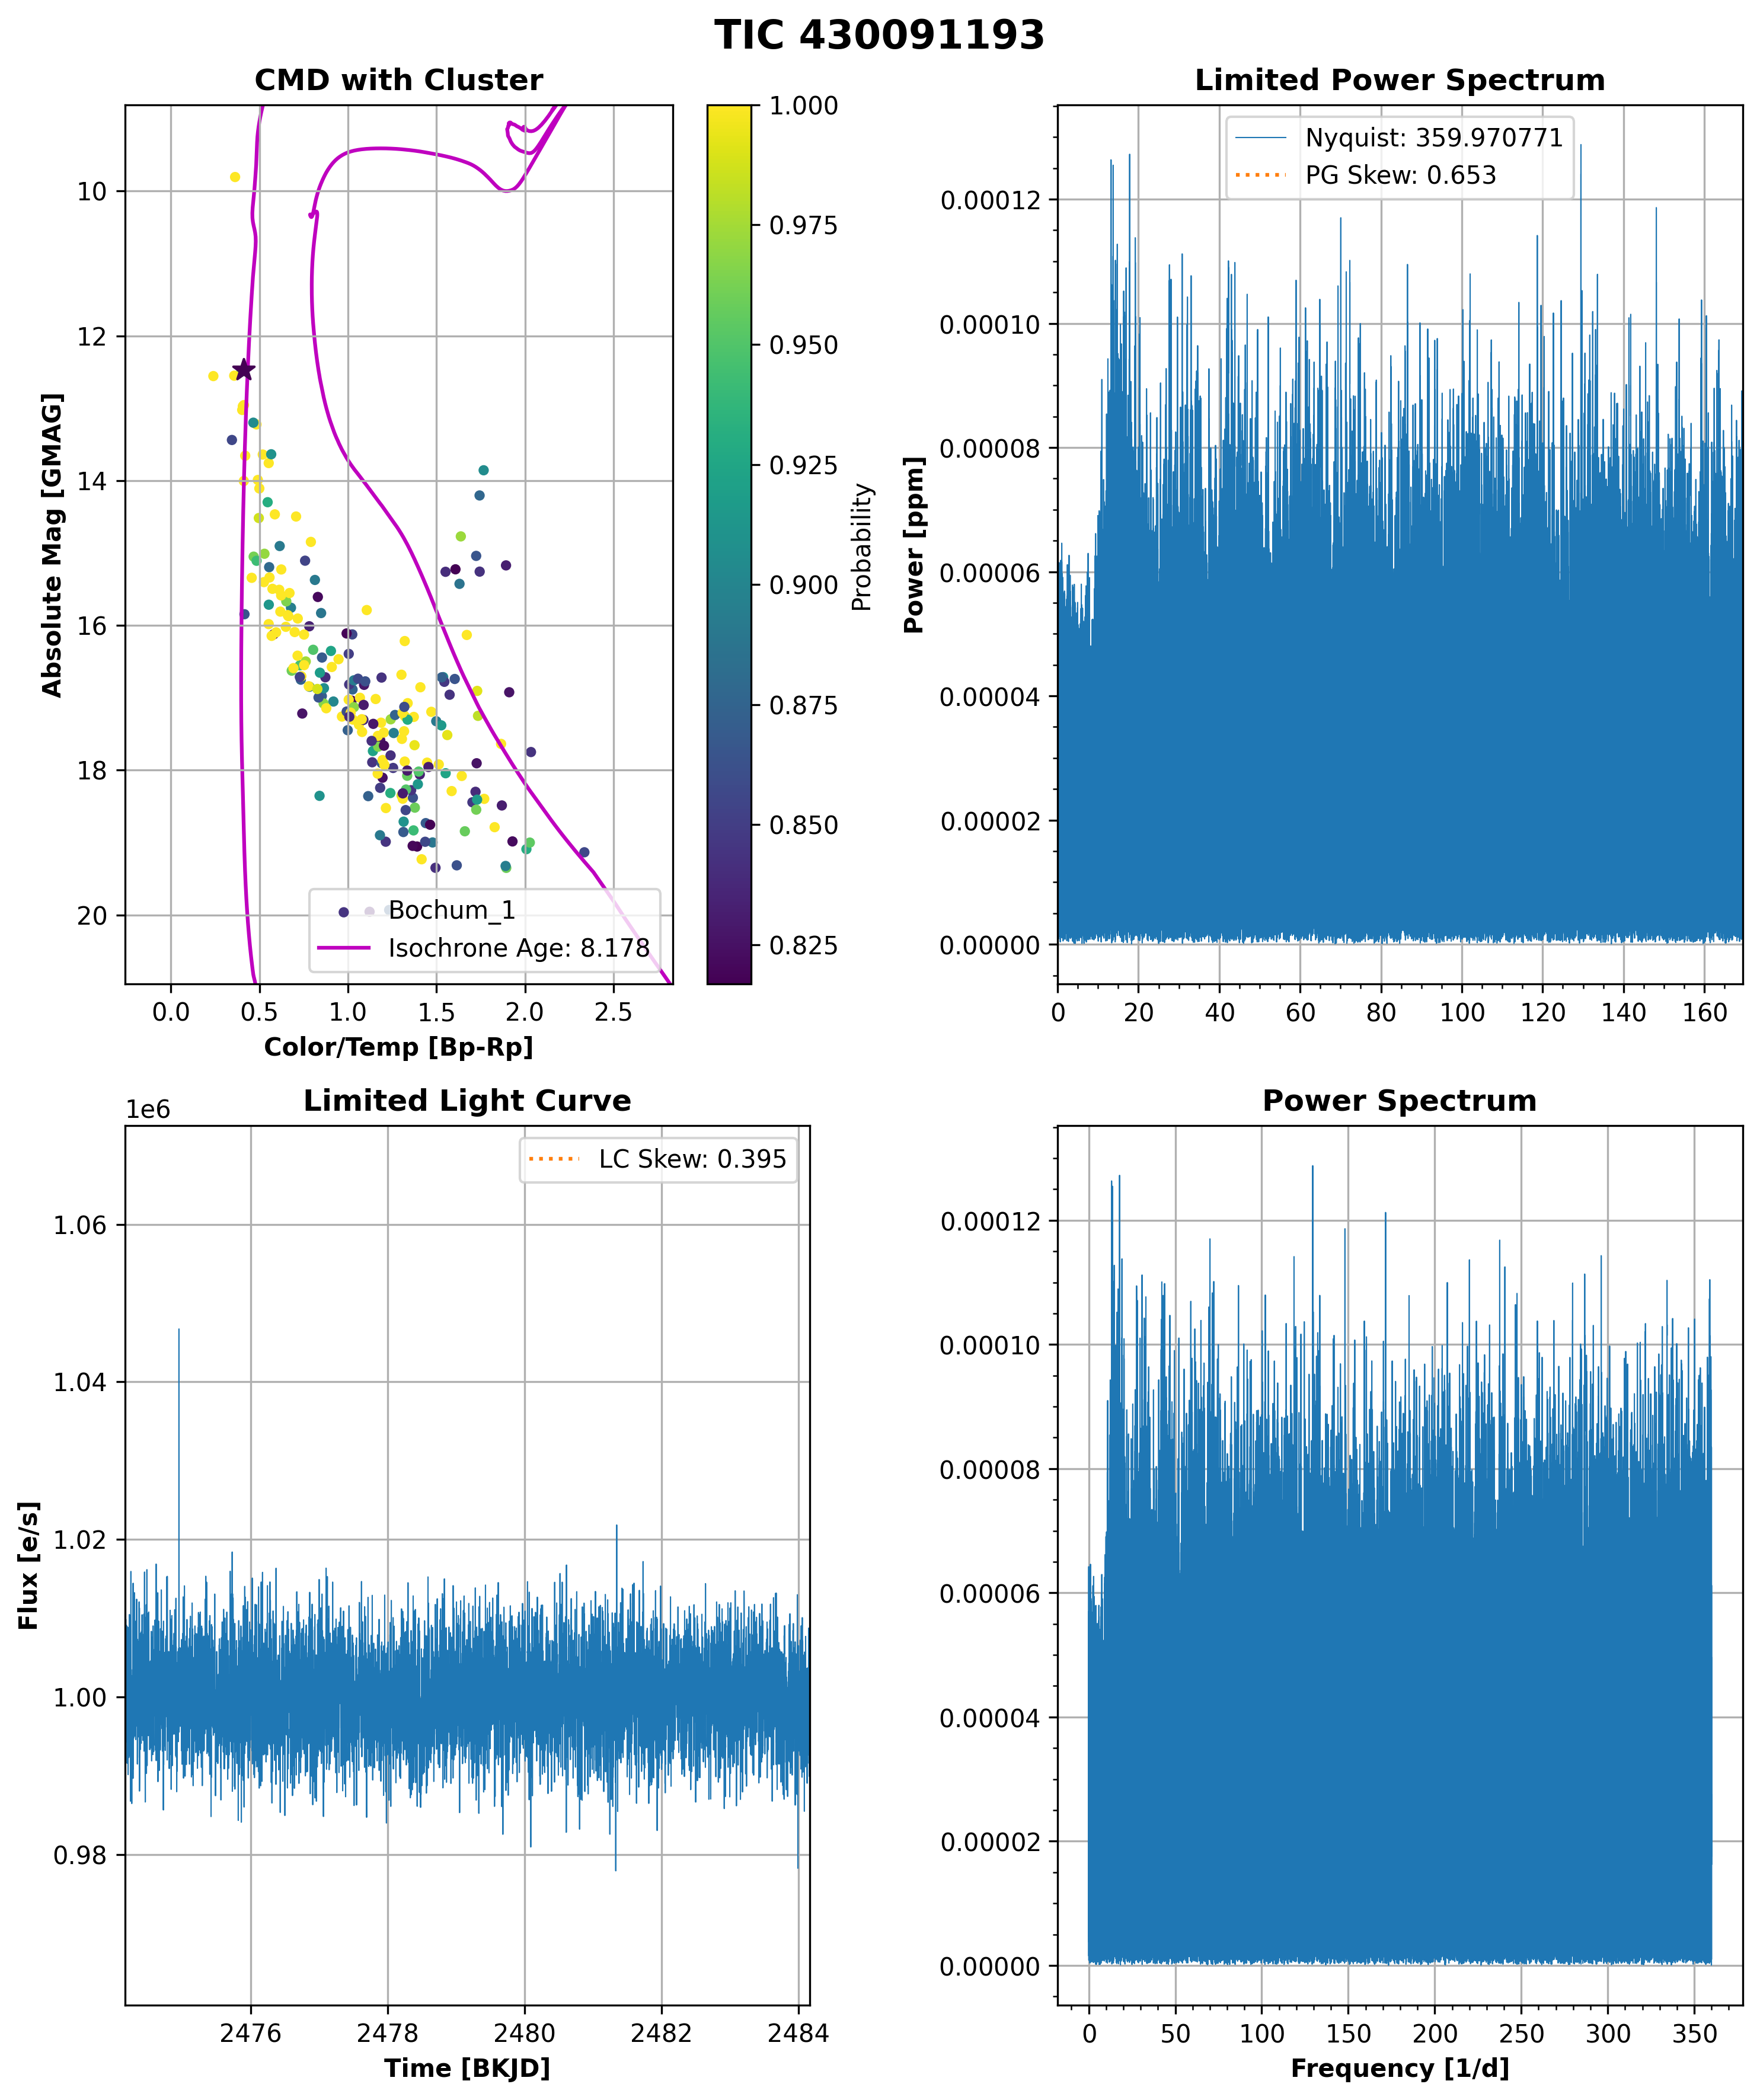 TIC 430091193
CMD with Cluster
10
12
14
16
18
20
0.0 0.5 1.0 1.5 2.0 2.5
Absolute Mag [GMAG]
Color/Temp [Bp-Rp]
Bochum_1
Isochrone Age: 8.178
1.000
0.975
0.950
0.925
0.900
0.875
0.850
0.825
Probability
Limited Power Spectrum
Nyquist: 359.970771
PG Skew: 0.653
0.00012
0.00010
0.00008
0.00006
0.00004
0.00002
0.00000
Power [ppm]
0 20 40 60 80 100 120 140 160
Limited Light Curve
1e6
LC Skew: 0.395
1.06
1.04
1.02
1.00
0.98
Flux [e/s]
2476 2478 2480 2482 2484
Time [BKJD]
Power Spectrum
0.00012
0.00010
0.00008
0.00006
0.00004
0.00002
0.00000
0 50 100 150 200 250 300 350
Frequency [1/d]